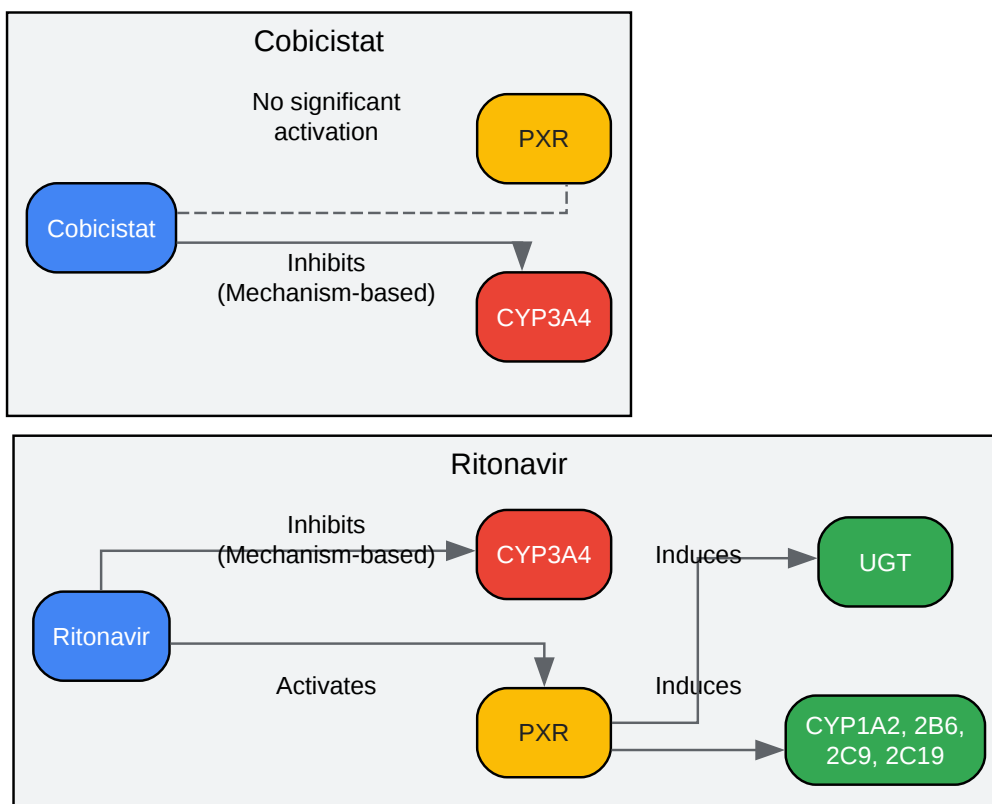 Cobicistat
No significant
activation
PXR
Cobicistat
Inhibits
(Mechanism-based)
CYP3A4
Ritonavir
Inhibits
(Mechanism-based)
CYP3A4
Induces
UGT
Ritonavir
Activates
PXR
Induces
CYP1A2, 2B6,
2C9, 2C19